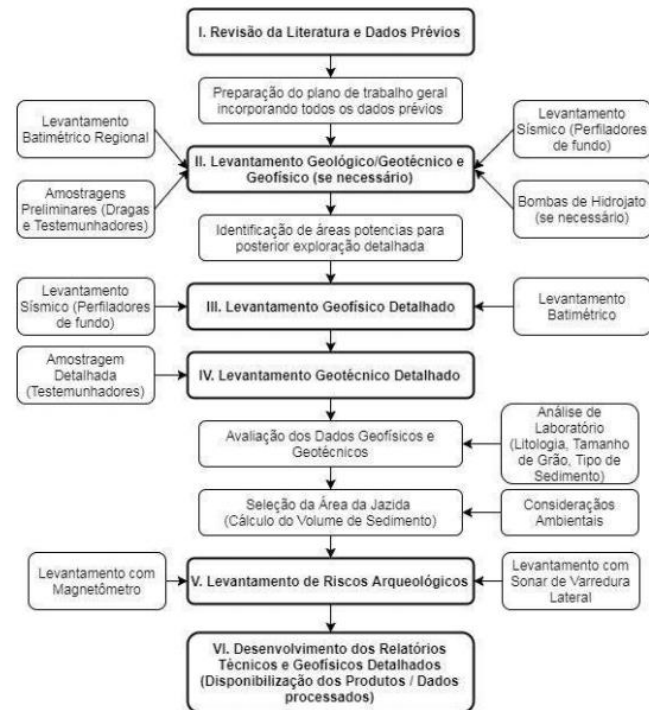 I. Revisão da Literatura e Dados Prévios
Preparação do plano de trabalho geral
incorporando todos os dados prévios
Levantamento
Batimétrico Regional
Levantamento
Sísmico (Perfiladores
de fundo)
II. Levantamento Geológico/Geotécnico e
Geofísico (se necessário)
Amostragens
Preliminares (Dragas
e Testemunhadores)
Bombas de Hidrojato
(se necessário)
Identificação de áreas potencias para
posterior exploração detalhada
Levantamento
Sísmico (Perfiladores
de fundo)
III. Levantamento Geofísico Detalhado
Levantamento
Batimétrico
Amostragem
Detalhada
(Testemunhadores)
IV. Levantamento Geotécnico Detalhado
Avaliação dos Dados Geofísicos e
Geotécnicos
Análise de
Laboratório
(Litologia, Tamanho
de Grão, Tipo de
Sedimento)
Seleção da Área da Jazida
(Cálculo do Volume de Sedimento)
Consideraçãos
Ambientais
Levantamento com
Magnetômetro
V. Levantamento de Riscos Arqueológicos
Levantamento com
Sonar de Varredura
Lateral
VI. Desenvolvimento dos Relatórios
Técnicos e Geofísicos Detalhados
(Disponibilização dos Produtos / Dados
processados)